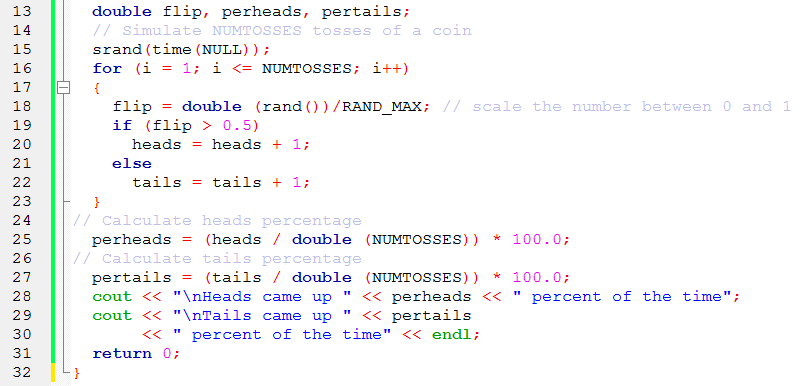 13 double flip, perheads, pertails;
14 // Simulate NUMTOSSES tosses of a coin
15 srand(time(NULL));
16 for (i = 1; i <= NUMTOSSES; i++)
17 {
18 flip = double (rand())/RAND_MAX; // scale the number between 0 and 1
19 if (flip > 0.5)
20 heads = heads + 1;
21 else
22 tails = tails + 1;
23 }
24 // Calculate heads percentage
25 perheads = (heads / double (NUMTOSSES)) * 100.0;
26 // Calculate tails percentage
27 pertails = (tails / double (NUMTOSSES)) * 100.0;
28 cout << "\nHeads came up " << perheads << " percent of the time";
29 cout << "\nTails came up " << pertails
30 << " percent of the time" << endl;
31 return 0;
32 }